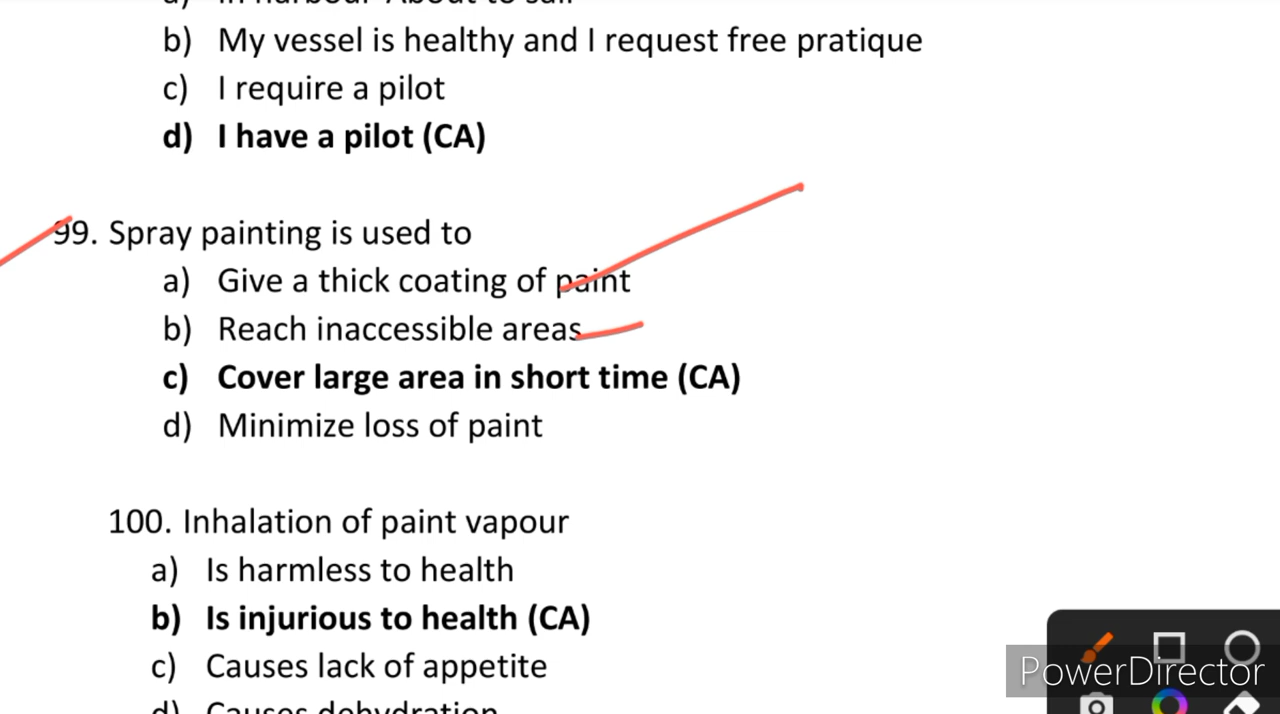 b) My vessel is healthy and I request free pratique
c) I require a pilot
d) I have a pilot (CA)
99. Spray painting is used to
a) Give a thick coating of paint
b) Reach inaccessible areas
c) Cover large area in short time (CA)
d) Minimize loss of paint
100. Inhalation of paint vapour
a) Is harmless to health
b) Is injurious to health (CA)
c) Causes lack of appetite
d) Causes dehydration
PowerDirector